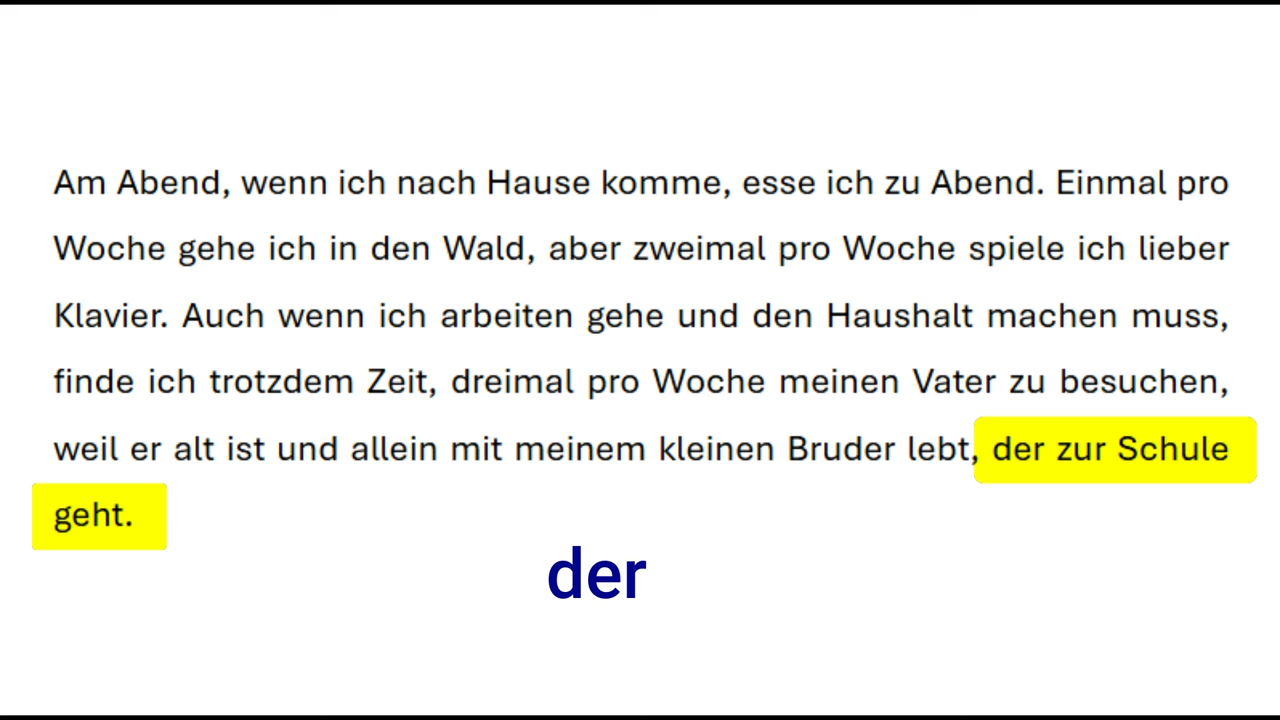 Am Abend, wenn ich nach Hause komme, esse ich zu Abend. Einmal pro
Woche gehe ich in den Wald, aber zweimal pro Woche spiele ich lieber
Klavier. Auch wenn ich arbeiten gehe und den Haushalt machen muss,
finde ich trotzdem Zeit, dreimal pro Woche meinen Vater zu besuchen,
weil er alt ist und allein mit meinem kleinen Bruder lebt, der zur Schule
geht.
der